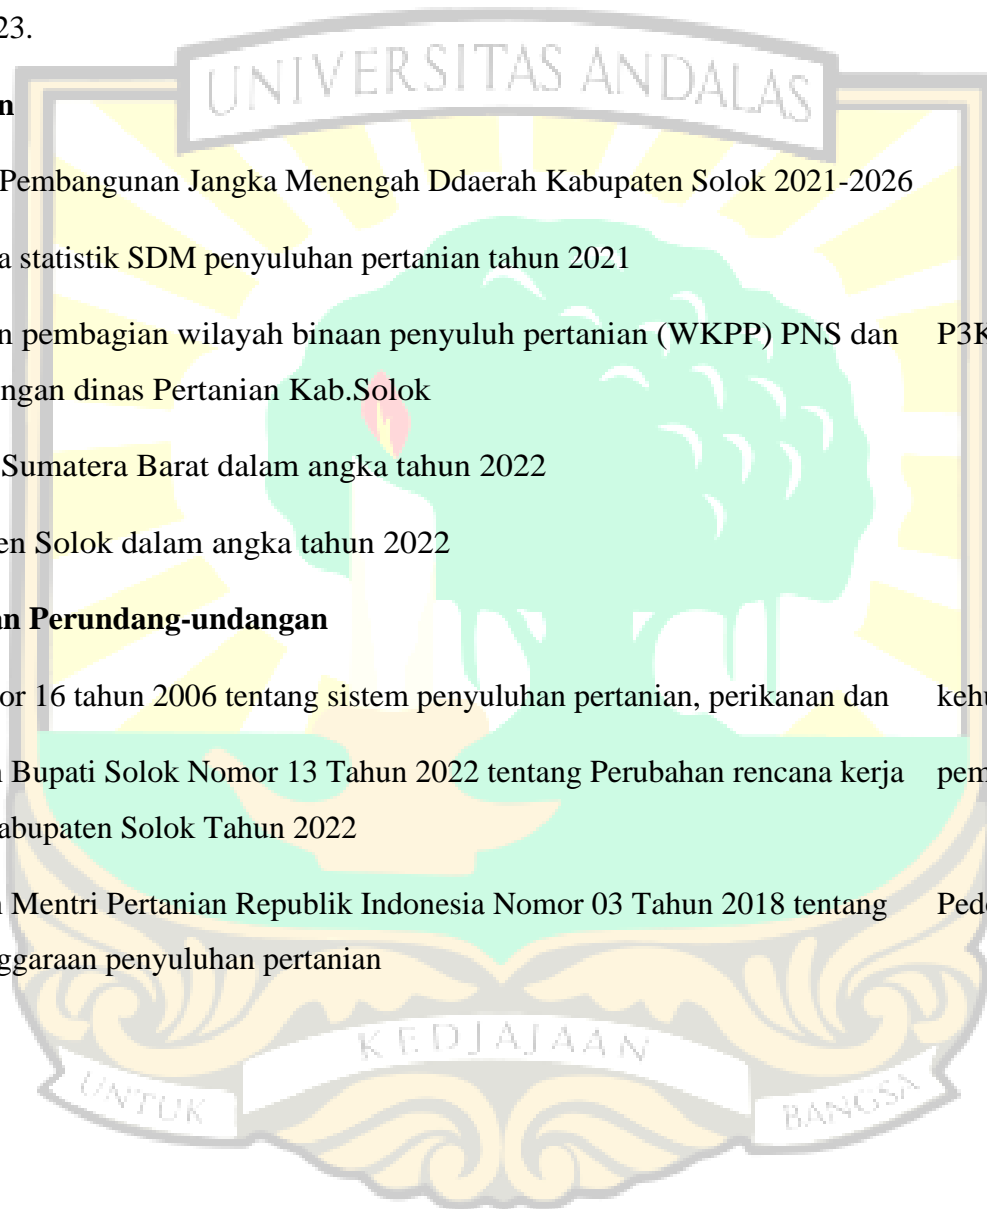 23.
UNIVERSITAS ANDALAS
n
Pembangunan Jangka Menengah Ddaerah Kabupaten Solok 2021-2026
a statistik SDM penyuluhan pertanian tahun 2021
n pembagian wilayah binaan penyuluh pertanian (WKPP) PNS dan P3K
ngan dinas Pertanian Kab.Solok
Sumatera Barat dalam angka tahun 2022
en Solok dalam angka tahun 2022
an Perundang-undangan
or 16 tahun 2006 tentang sistem penyuluhan pertanian, perikanan dan kehu
n Bupati Solok Nomor 13 Tahun 2022 tentang Perubahan rencana kerja pem
Kabupaten Solok Tahun 2022
n Mentri Pertanian Republik Indonesia Nomor 03 Tahun 2018 tentang Pedo
nggaraan penyuluhan pertanian
KEDJAJAAN
UNTUK BANGSA